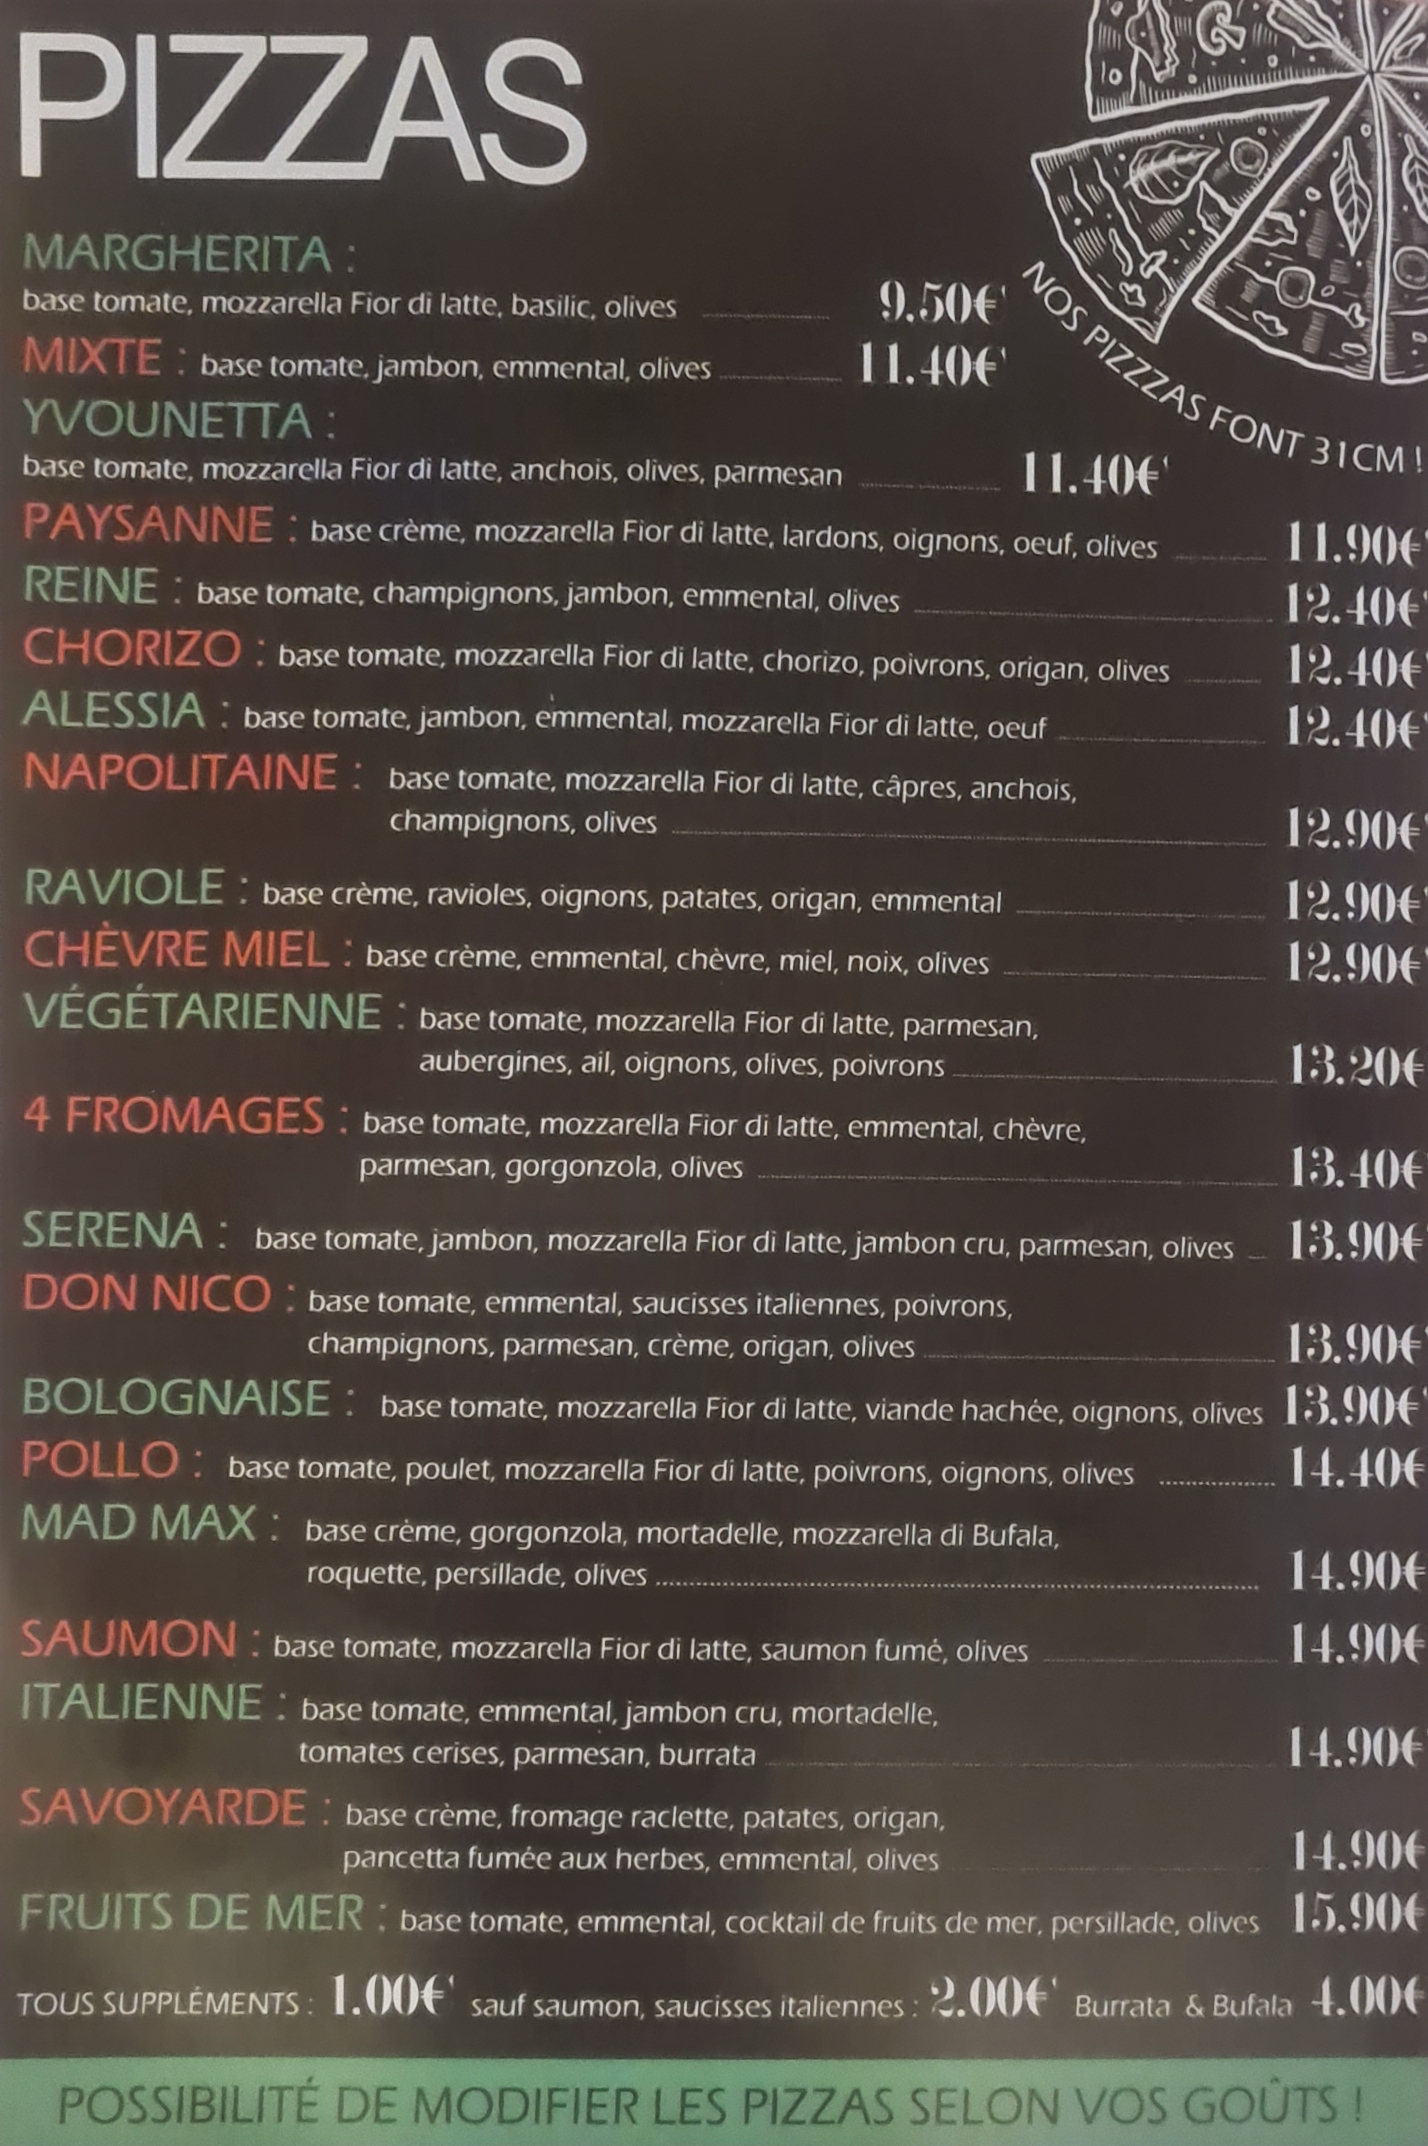 PIZZAS
MARGHERITA :
base tomate, mozzarella Fior di latte, basilic, olives 9.50€
MIXTE : base tomate, jambon, emmental, olives 11.40€
NOS PIZZZAS FONT 31CM !
YVOUNETTA :
base tomate, mozzarella Fior di latte, anchois, olives, parmesan 11.40€
PAYSANNE : base crème, mozzarella Fior di latte, lardons, oignons, oeuf, olives 11.90€
REINE : base tomate, champignons, jambon, emmental, olives 12.40€
CHORIZO : base tomate, mozzarella Fior di latte, chorizo, poivrons, origan, olives 12.40€
ALESSIA : base tomate, jambon, emmental, mozzarella Fior di latte, oeuf 12.40€
NAPOLITAINE : base tomate, mozzarella Fior di latte, câpres, anchois,
champignons, olives 12.90€
RAVIOLE : base crème, ravioles, oignons, patates, origan, emmental 12.90€
CHÈVRE MIEL : base crème, emmental, chèvre, miel, noix, olives 12.90€
VÉGÉTARIENNE : base tomate, mozzarella Fior di latte, parmesan,
aubergines, ail, oignons, olives, poivrons 13.20€
4 FROMAGES : base tomate, mozzarella Fior di latte, emmental, chèvre,
parmesan, gorgonzola, olives 13.40€
SERENA : base tomate, jambon, mozzarella Fior di latte, jambon cru, parmesan, olives 13.90€
DON NICO : base tomate, emmental, saucisses italiennes, poivrons,
champignons, parmesan, crème, origan, olives 13.90€
BOLOGNAISE : base tomate, mozzarella Fior di latte, viande hachée, oignons, olives 13.90€
POLLO : base tomate, poulet, mozzarella Fior di latte, poivrons, oignons, olives 14.40€
MAD MAX : base crème, gorgonzola, mortadelle, mozzarella di Bufala,
roquette, persillade, olives 14.90€
SAUMON : base tomate, mozzarella Fior di latte, saumon fumé, olives 14.90€
ITALIENNE : base tomate, emmental, jambon cru, mortadelle,
tomates cerises, parmesan, burrata 14.90€
SAVOYARDE : base crème, fromage raclette, patates, origan,
pancetta fumée aux herbes, emmental, olives 14.90€
FRUITS DE MER : base tomate, emmental, cocktail de fruits de mer, persillade, olives 15.90€
TOUS SUPPLÉMENTS : 1.00€ sauf saumon, saucisses italiennes : 2.00€ Burrata & Bufala 4.00€
POSSIBILITÉ DE MODIFIER LES PIZZAS SELON VOS GOÛTS !